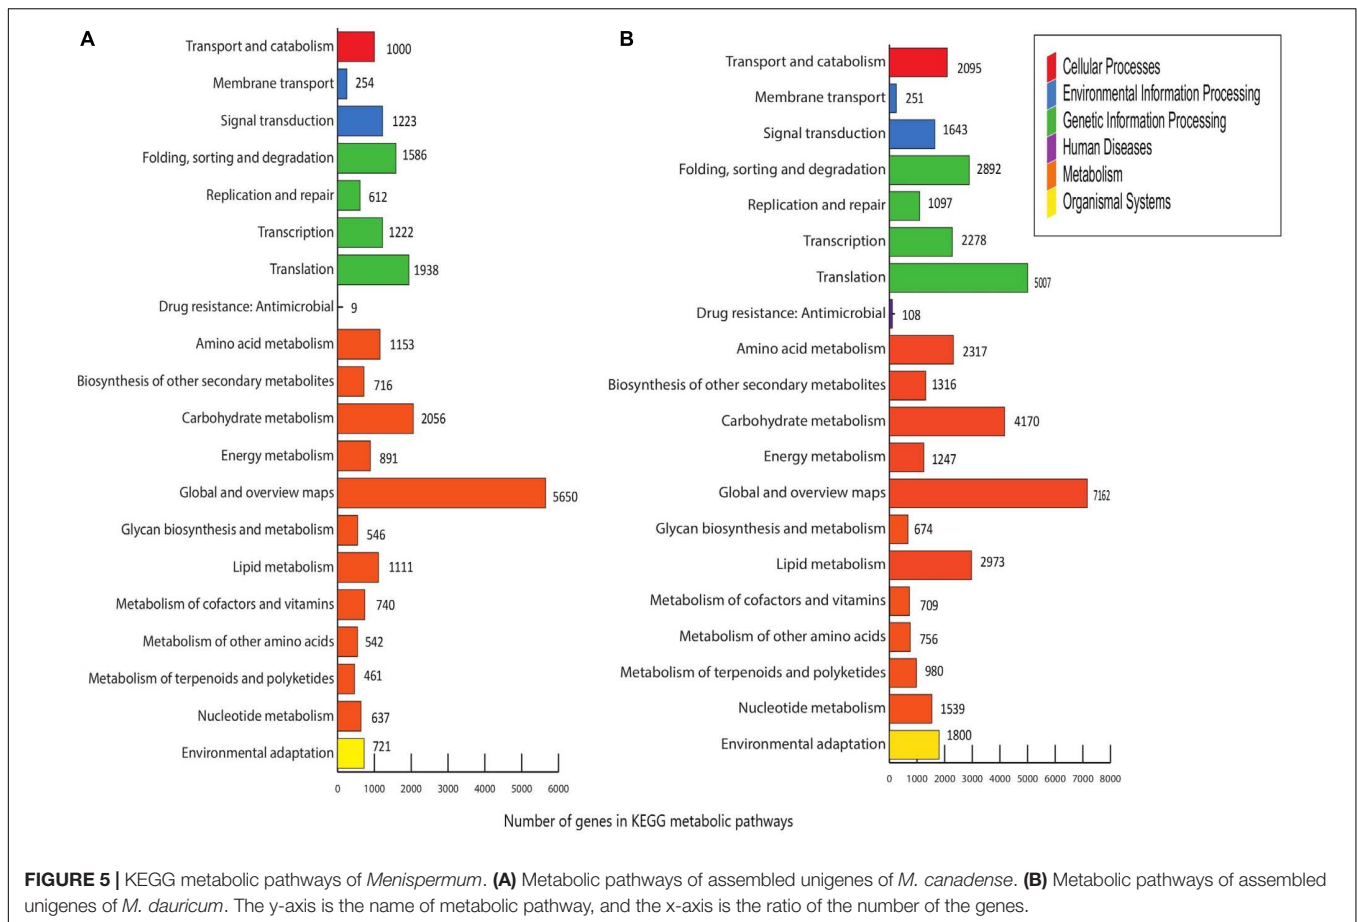 A
Transport and catabolism 1000
Membrane transport 254
Signal transduction 1223
Folding, sorting and degradation 1586
Replication and repair 612
Transcription 1222
Translation 1938
Drug resistance: Antimicrobial 9
Amino acid metabolism 1153
Biosynthesis of other secondary metabolites 716
Carbohydrate metabolism 2056
Energy metabolism 891
Global and overview maps 5650
Glycan biosynthesis and metabolism 546
Lipid metabolism 1111
Metabolism of cofactors and vitamins 740
Metabolism of other amino acids 542
Metabolism of terpenoids and polyketides 461
Nucleotide metabolism 637
Environmental adaptation 721
0 1000 2000 3000 4000 5000 6000
B
Transport and catabolism 2095
Membrane transport 251
Signal transduction 1643
Folding, sorting and degradation 2892
Replication and repair 1097
Transcription 2278
Translation 5007
Drug resistance: Antimicrobial 108
Amino acid metabolism 2317
Biosynthesis of other secondary metabolites 1316
Carbohydrate metabolism 4170
Energy metabolism 1247
Global and overview maps 7162
Glycan biosynthesis and metabolism 674
Lipid metabolism 2973
Metabolism of cofactors and vitamins 709
Metabolism of other amino acids 756
Metabolism of terpenoids and polyketides 980
Nucleotide metabolism 1539
Environmental adaptation 1800
0 1000 2000 3000 4000 5000 6000 7000 8000
Cellular Processes
Environmental Information Processing
Genetic Information Processing
Human Diseases
Metabolism
Organismal Systems
Number of genes in KEGG metabolic pathways
FIGURE 5 | KEGG metabolic pathways of Menispermum. (A) Metabolic pathways of assembled unigenes of M. canadense. (B) Metabolic pathways of assembled
unigenes of M. dauricum. The y-axis is the name of metabolic pathway, and the x-axis is the ratio of the number of the genes.